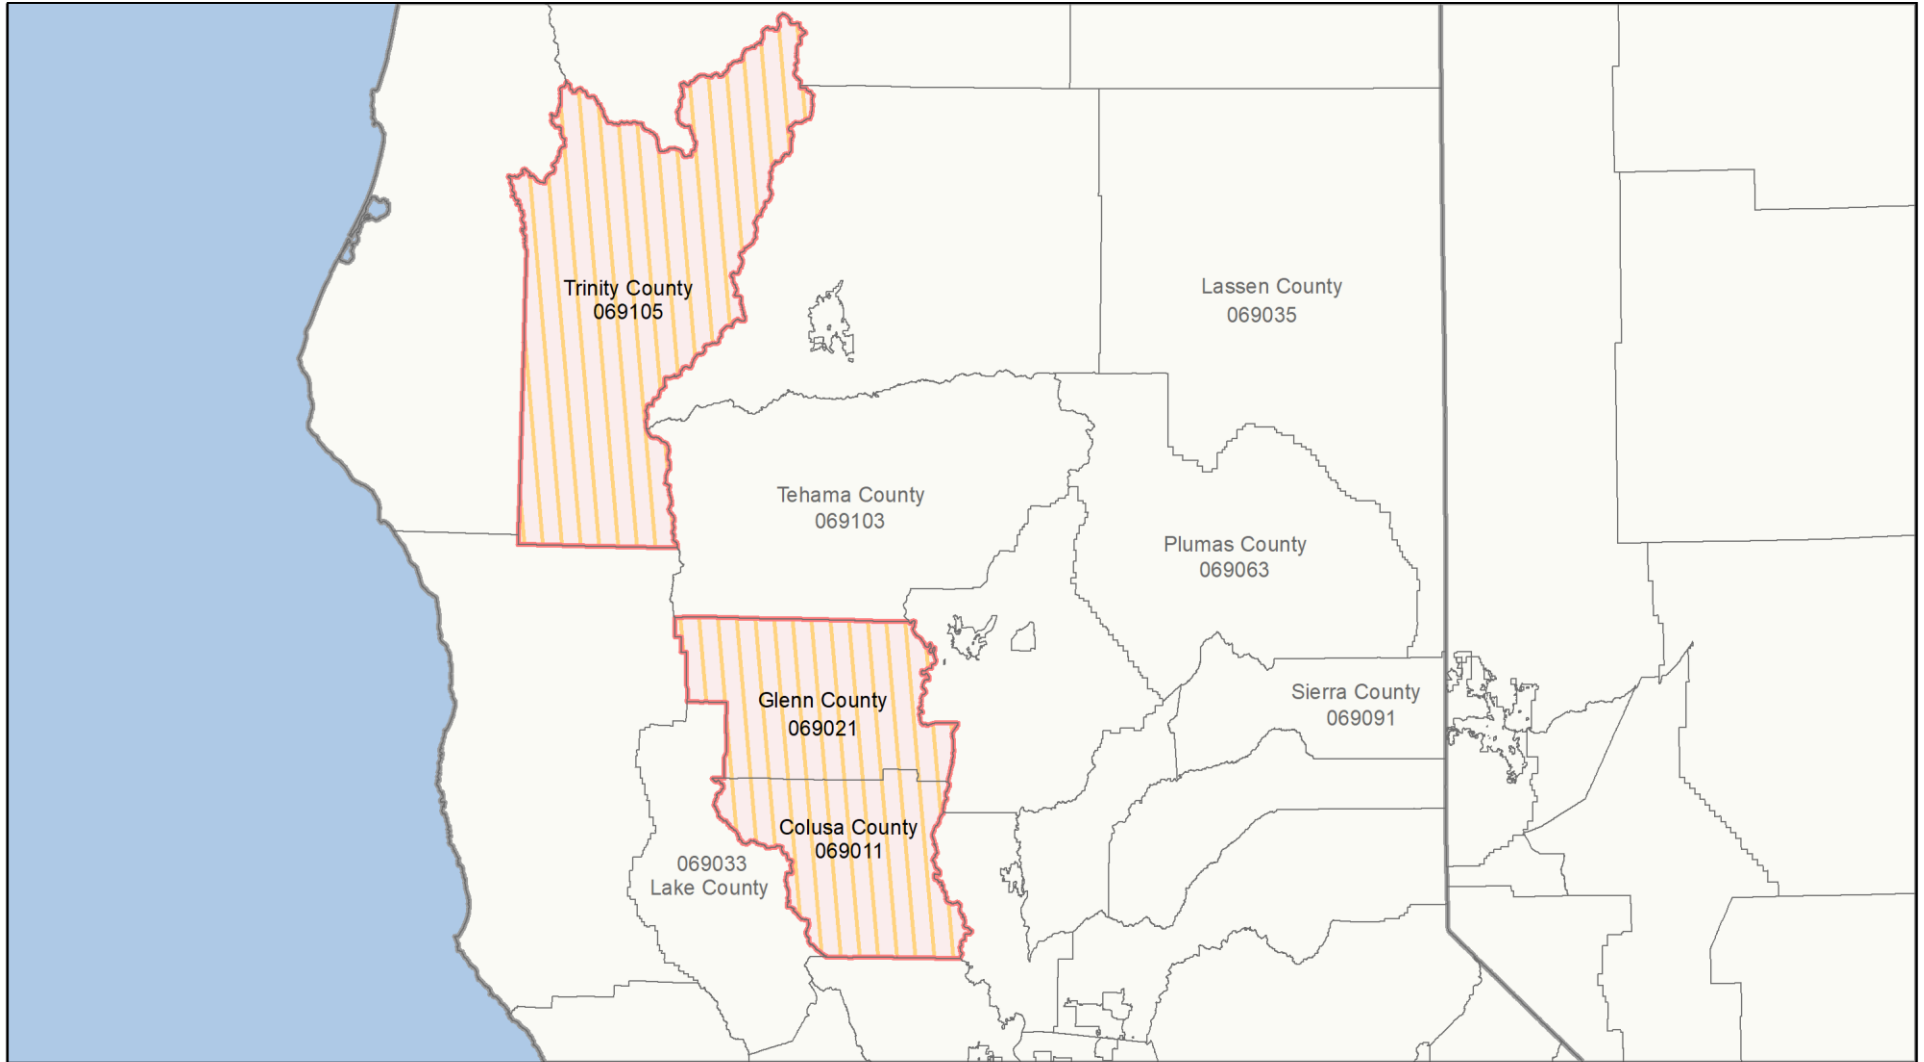 Trinity County
069105
Lassen County
069035
Tehama County
069103
Plumas County
069063
Glenn County
069021
Sierra County
069091
Colusa County
069011
069033
Lake County